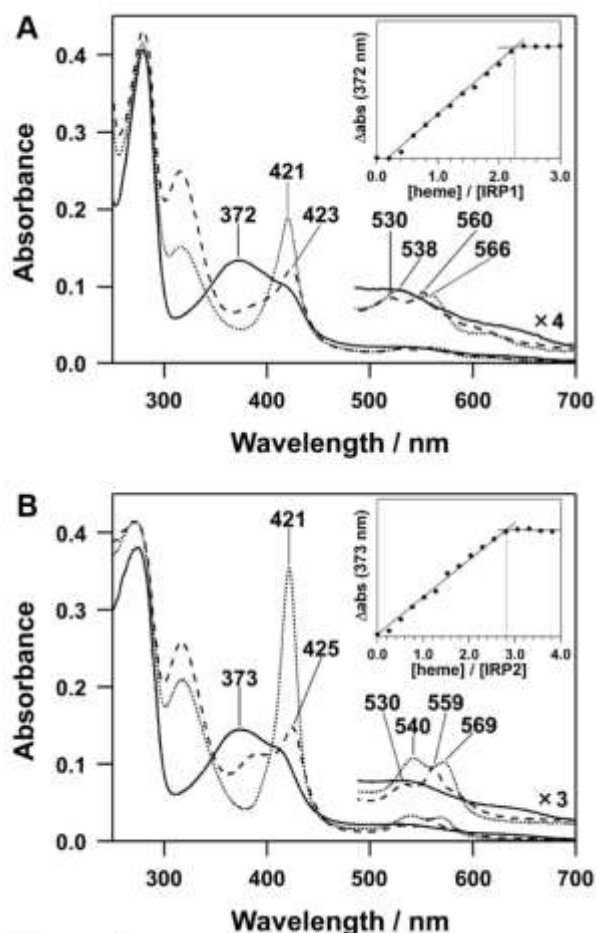 A
0.4
0.3
0.2
0.1
0.0
Absorbance
372
421
423
530
538
560
566
×4
300 400 500 600 700
Wavelength / nm
Δabs (372 nm)
0.0 1.0 2.0 3.0
[heme] / [IRP1]
B
0.4
0.3
0.2
0.1
0.0
Absorbance
373
421
425
530
540
559
569
×3
300 400 500 600 700
Wavelength / nm
Δabs (373 nm)
0.0 1.0 2.0 3.0 4.0
[heme] / [IRP2]